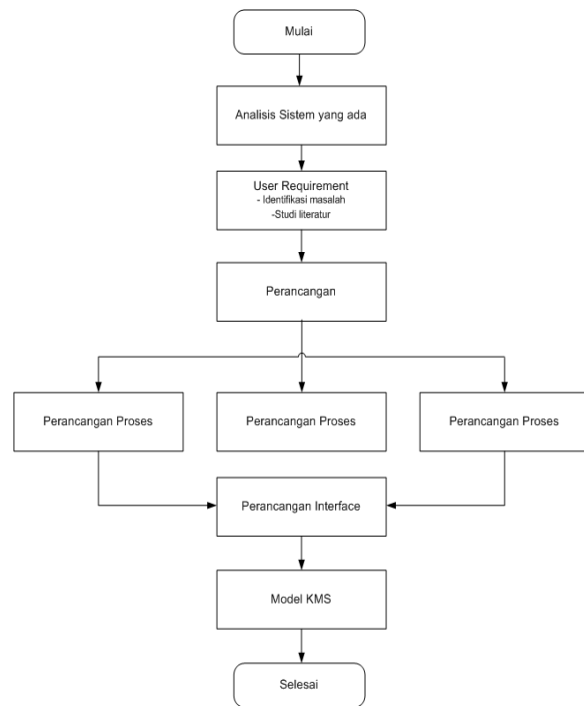 Mulai
Analisis Sistem yang ada
User Requirement
- Identifikasi masalah
-Studi literatur
Perancangan
Perancangan Proses
Perancangan Proses
Perancangan Proses
Perancangan Interface
Model KMS
Selesai